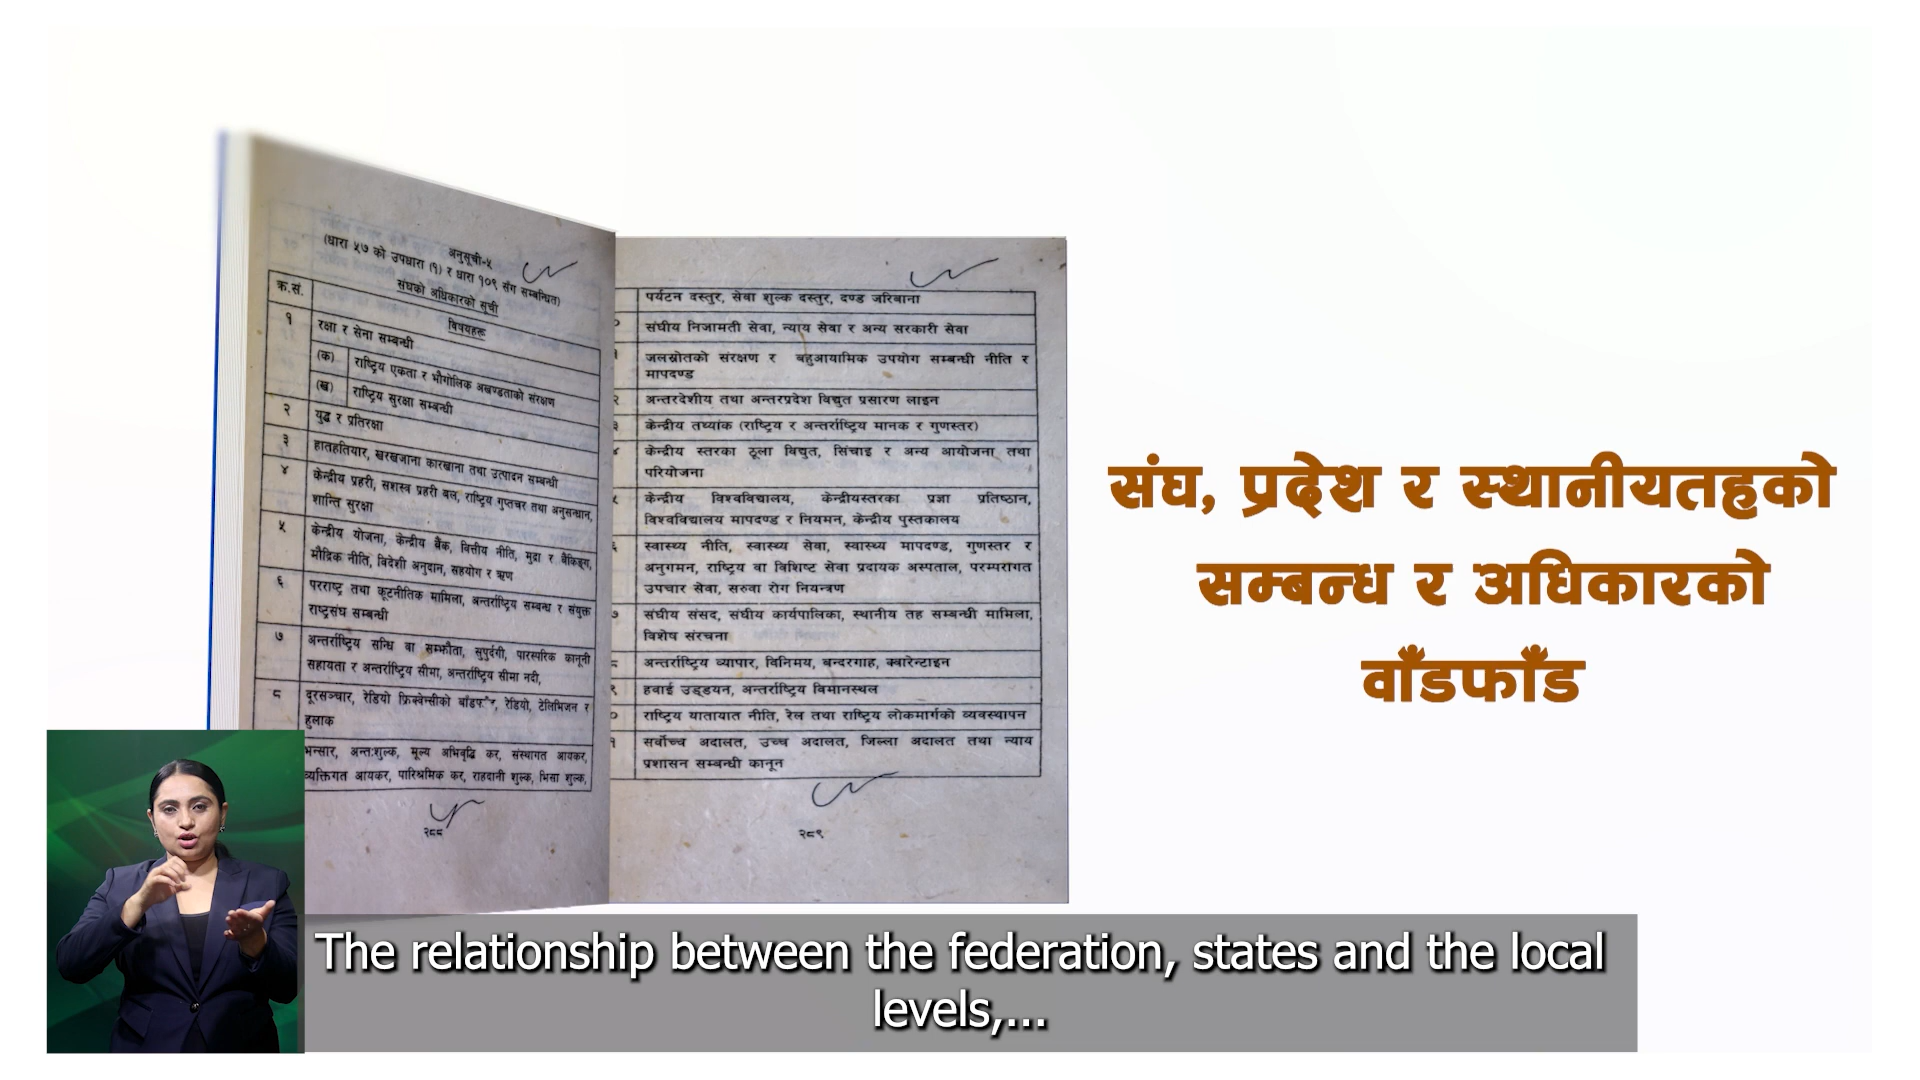 अनुसूची-५
(धारा ५७ को उपधारा (१) र धारा १०९ सँग सम्बन्धित)
संघको अधिकारको सूची
क्र.सं.
विषयहरू
१
रक्षा र सेना सम्बन्धी
(क)
राष्ट्रिय एकता र भौगोलिक अखण्डताको संरक्षण
(ख)
राष्ट्रिय सुरक्षा सम्बन्धी
२
युद्ध र प्रतिरक्षा
३
हातहतियार, खरखजाना कारखाना तथा उत्पादन सम्बन्धी
४
केन्द्रीय प्रहरी, सशस्त्र प्रहरी बल, राष्ट्रिय गुप्तचर तथा अनुसन्धान,
शान्ति सुरक्षा
५
केन्द्रीय योजना, केन्द्रीय बैंक, वित्तीय नीति, मुद्रा र बैंकिङ्ग,
मौद्रिक नीति, विदेशी अनुदान, सहयोग र ऋण
६
परराष्ट्र तथा कूटनीतिक मामिला, अन्तर्राष्ट्रिय सम्बन्ध र संयुक्त
राष्ट्रसंघ सम्बन्धी
७
अन्तर्राष्ट्रिय सन्धि वा सम्झौता, सुपुर्दगी, पारस्परिक कानूनी
सहायता र अन्तर्राष्ट्रिय सीमा, अन्तर्राष्ट्रिय सीमा नदी,
८
दूरसञ्चार, रेडियो फ्रिक्वेन्सीको बाँडफाँट, रेडियो, टेलिभिजन र
हुलाक
भन्सार, अन्तःशुल्क, मूल्य अभिवृद्धि कर, संस्थागत आयकर,
व्यक्तिगत आयकर, पारिश्रमिक कर, राहदानी शुल्क, भिसा शुल्क,
२८८
पर्यटन दस्तुर, सेवा शुल्क दस्तुर, दण्ड जरिबाना
संघीय निजामती सेवा, न्याय सेवा र अन्य सरकारी सेवा
जलस्रोतको संरक्षण र बहुआयामिक उपयोग सम्बन्धी नीति र
मापदण्ड
अन्तरदेशीय तथा अन्तरप्रदेश विद्युत प्रसारण लाइन
केन्द्रीय तथ्यांक (राष्ट्रिय र अन्तर्राष्ट्रिय मानक र गुणस्तर)
केन्द्रीय स्तरका ठूला विद्युत, सिंचाइ र अन्य आयोजना तथा
परियोजना
केन्द्रीय विश्वविद्यालय, केन्द्रीयस्तरका प्रज्ञा प्रतिष्ठान,
विश्वविद्यालय मापदण्ड र नियमन, केन्द्रीय पुस्तकालय
स्वास्थ्य नीति, स्वास्थ्य सेवा, स्वास्थ्य मापदण्ड, गुणस्तर र
अनुगमन, राष्ट्रिय वा विशिष्ट सेवा प्रदायक अस्पताल, परम्परागत
उपचार सेवा, सरुवा रोग नियन्त्रण
संघीय संसद, संघीय कार्यपालिका, स्थानीय तह सम्बन्धी मामिला,
विशेष संरचना
अन्तर्राष्ट्रिय व्यापार, विनिमय, बन्दरगाह, क्वारेन्टाइन
हवाई उड्डयन, अन्तर्राष्ट्रिय विमानस्थल
राष्ट्रिय यातायात नीति, रेल तथा राष्ट्रिय लोकमार्गको व्यवस्थापन
सर्वोच्च अदालत, उच्च अदालत, जिल्ला अदालत तथा न्याय
प्रशासन सम्बन्धी कानून
२८९
संघ, प्रदेश र स्थानीयतहको
सम्बन्ध र अधिकारको
वाँडफाँड
The relationship between the federation, states and the local
levels,...